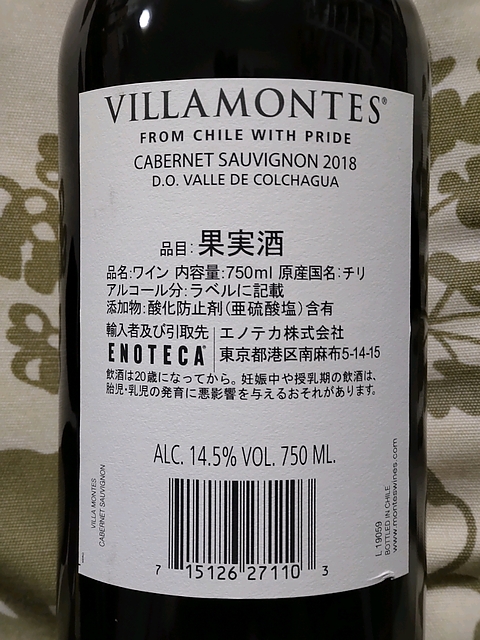 VILLAMONTES®
FROM CHILE WITH PRIDE
CABERNET SAUVIGNON 2018
D.O. VALLE DE COLCHAGUA
品目:果実酒
品名:ワイン 内容量:750ml 原産国名:チリ
アルコール分:ラベルに記載
添加物:酸化防止剤(亜硫酸塩)含有
輸入者及び引取先
ENOTECA
エノテカ株式会社
東京都港区南麻布5-14-15
飲酒は20歳になってから。妊娠中や授乳期の飲酒は、
胎児・乳児の発育に悪影響を与えるおそれがあります。
ALC. 14.5% VOL. 750 ML.
VILLA MONTES
CABERNET SAUVIGNON
7 15126 27110 3
L 19059
BOTTLED IN CHILE
www.monteswines.com